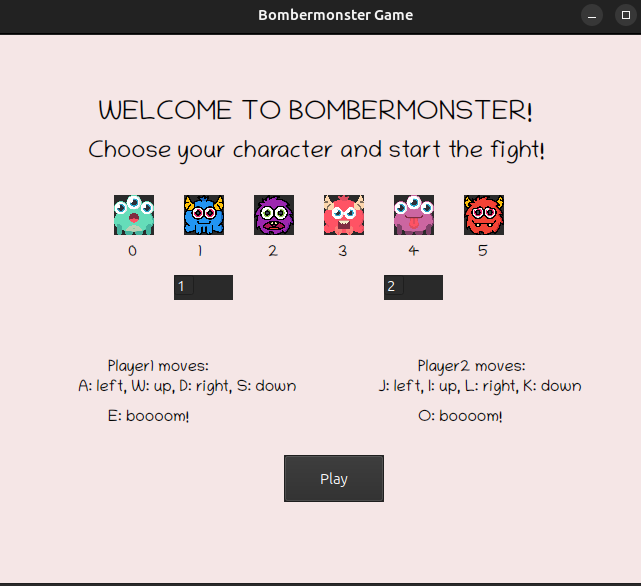 Bombermonster Game
WELCOME TO BOMBERMONSTER!
Choose your character and start the fight!
0 1 2 3 4 5
1 2
Player1 moves: Player2 moves:
A: left, W: up, D: right, S: down J: left, I: up, L: right, K: down
E: boooom! O: boooom!
Play